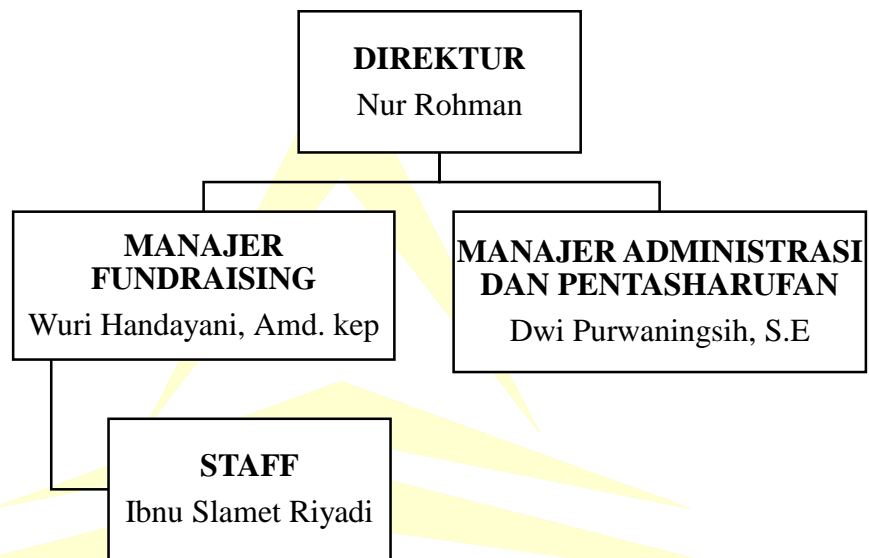 DIREKTUR
Nur Rohman
MANAJER
FUNDRAISING
Wuri Handayani, Amd. kep
MANAJER ADMINISTRASI
DAN PENTASHARUFAN
Dwi Purwaningsih, S.E
STAFF
Ibnu Slamet Riyadi